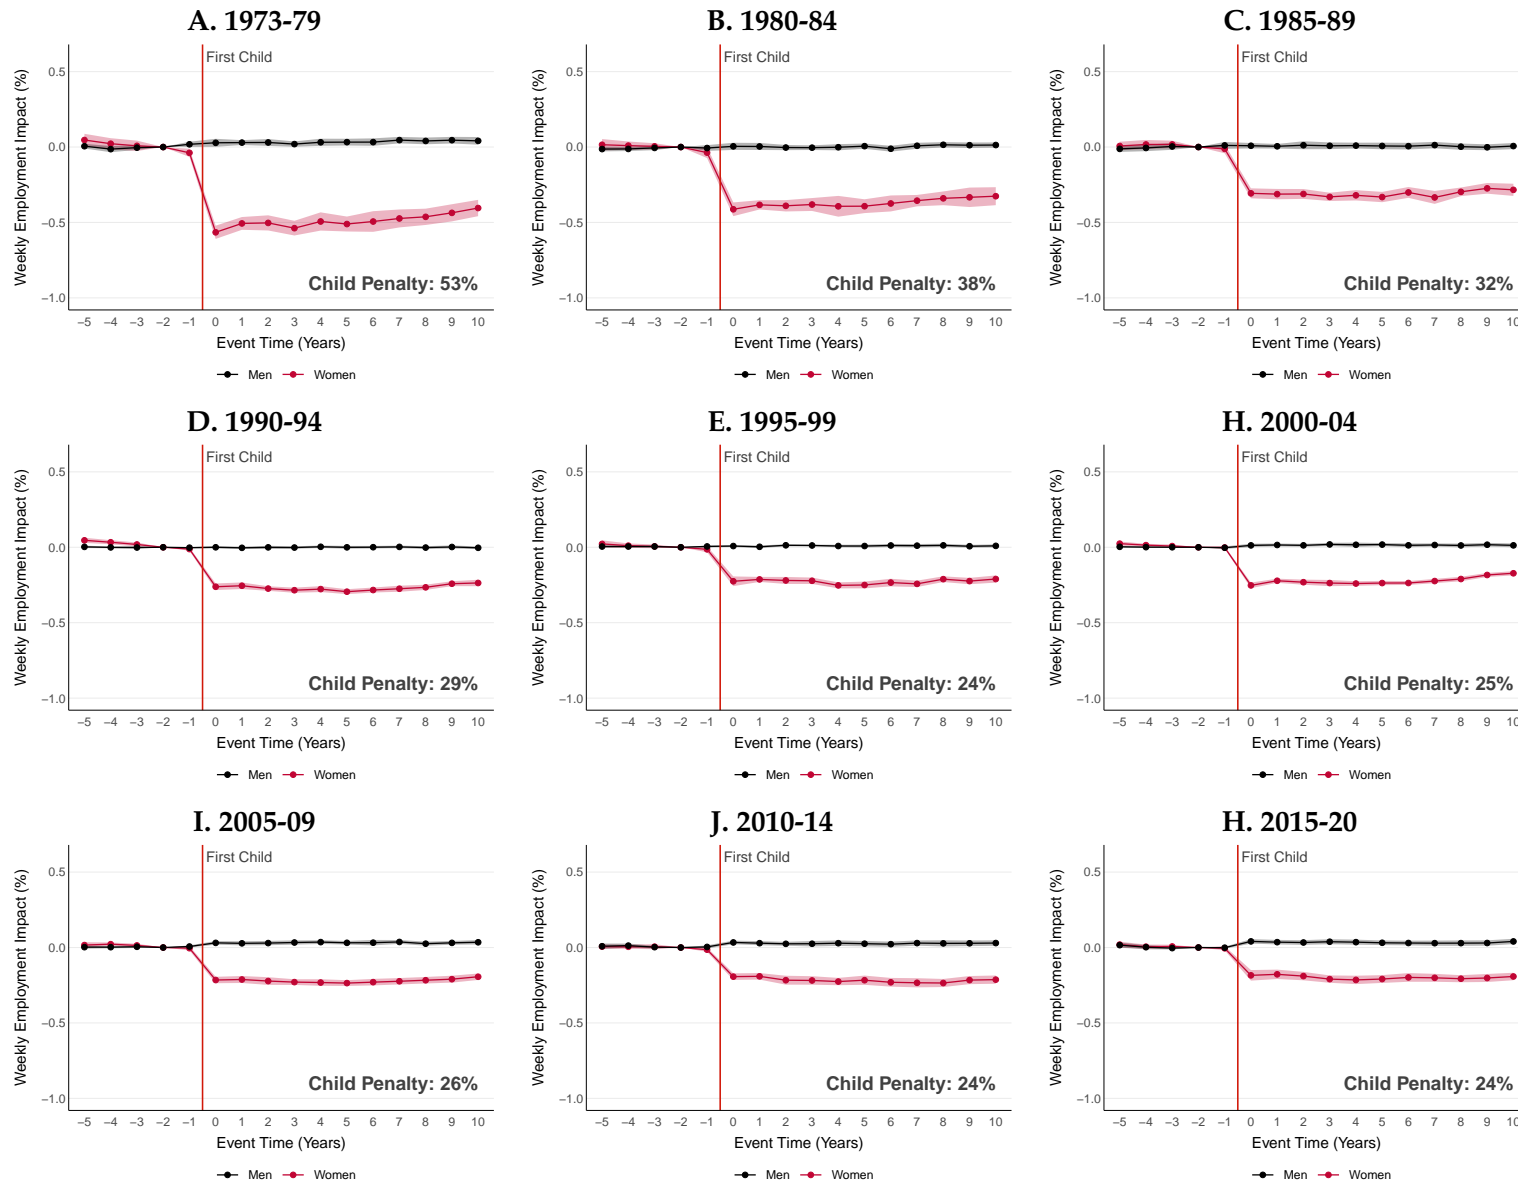 A. 1973-79
First Child
Weekly Employment Impact (%)
0.5
0.0
−0.5
−1.0
Child Penalty: 53%
−5 −4 −3 −2 −1 0 1 2 3 4 5 6 7 8 9 10
Event Time (Years)
Men Women
B. 1980-84
First Child
Weekly Employment Impact (%)
0.5
0.0
−0.5
−1.0
Child Penalty: 38%
−5 −4 −3 −2 −1 0 1 2 3 4 5 6 7 8 9 10
Event Time (Years)
Men Women
C. 1985-89
First Child
Weekly Employment Impact (%)
0.5
0.0
−0.5
−1.0
Child Penalty: 32%
−5 −4 −3 −2 −1 0 1 2 3 4 5 6 7 8 9 10
Event Time (Years)
Men Women
D. 1990-94
First Child
Weekly Employment Impact (%)
0.5
0.0
−0.5
−1.0
Child Penalty: 29%
−5 −4 −3 −2 −1 0 1 2 3 4 5 6 7 8 9 10
Event Time (Years)
Men Women
E. 1995-99
First Child
Weekly Employment Impact (%)
0.5
0.0
−0.5
−1.0
Child Penalty: 24%
−5 −4 −3 −2 −1 0 1 2 3 4 5 6 7 8 9 10
Event Time (Years)
Men Women
H. 2000-04
First Child
Weekly Employment Impact (%)
0.5
0.0
−0.5
−1.0
Child Penalty: 25%
−5 −4 −3 −2 −1 0 1 2 3 4 5 6 7 8 9 10
Event Time (Years)
Men Women
I. 2005-09
First Child
Weekly Employment Impact (%)
0.5
0.0
−0.5
−1.0
Child Penalty: 26%
−5 −4 −3 −2 −1 0 1 2 3 4 5 6 7 8 9 10
Event Time (Years)
Men Women
J. 2010-14
First Child
Weekly Employment Impact (%)
0.5
0.0
−0.5
−1.0
Child Penalty: 24%
−5 −4 −3 −2 −1 0 1 2 3 4 5 6 7 8 9 10
Event Time (Years)
Men Women
H. 2015-20
First Child
Weekly Employment Impact (%)
0.5
0.0
−0.5
−1.0
Child Penalty: 24%
−5 −4 −3 −2 −1 0 1 2 3 4 5 6 7 8 9 10
Event Time (Years)
Men Women